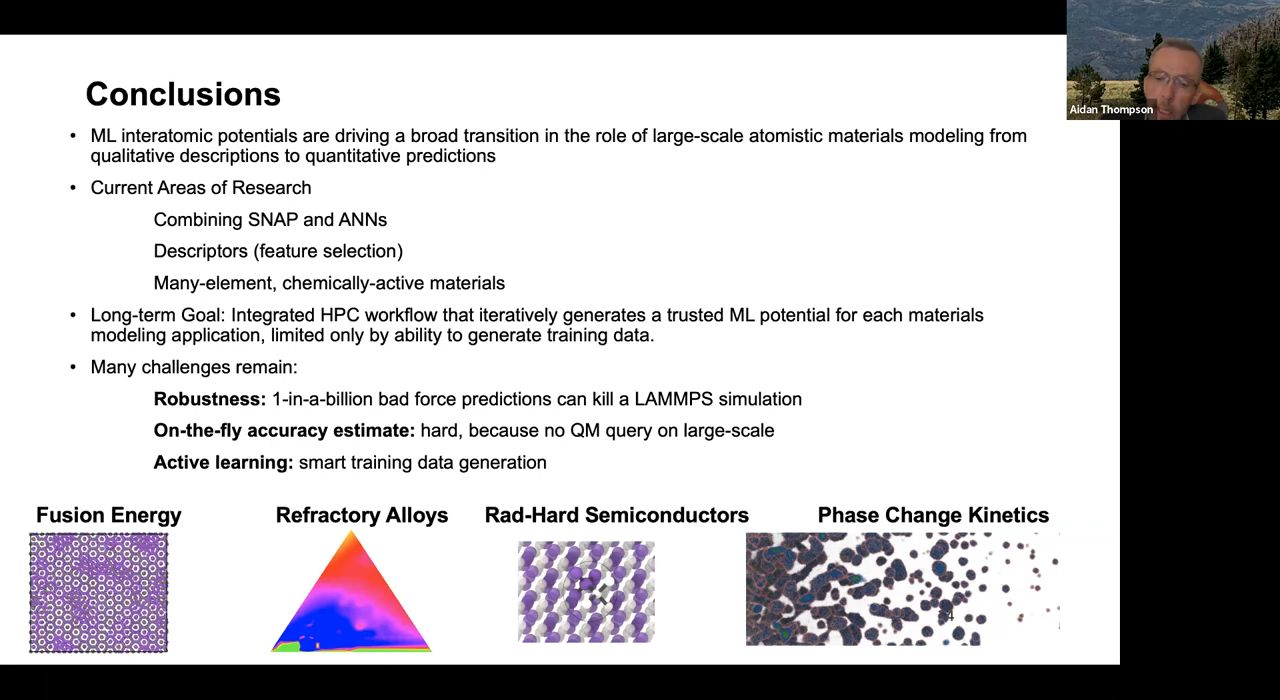 Aidan Thompson
Conclusions
• ML interatomic potentials are driving a broad transition in the role of large-scale atomistic materials modeling from
qualitative descriptions to quantitative predictions
• Current Areas of Research
Combining SNAP and ANNs
Descriptors (feature selection)
Many-element, chemically-active materials
• Long-term Goal: Integrated HPC workflow that iteratively generates a trusted ML potential for each materials
modeling application, limited only by ability to generate training data.
• Many challenges remain:
Robustness: 1-in-a-billion bad force predictions can kill a LAMMPS simulation
On-the-fly accuracy estimate: hard, because no QM query on large-scale
Active learning: smart training data generation
Fusion Energy
Refractory Alloys
Rad-Hard Semiconductors
Phase Change Kinetics